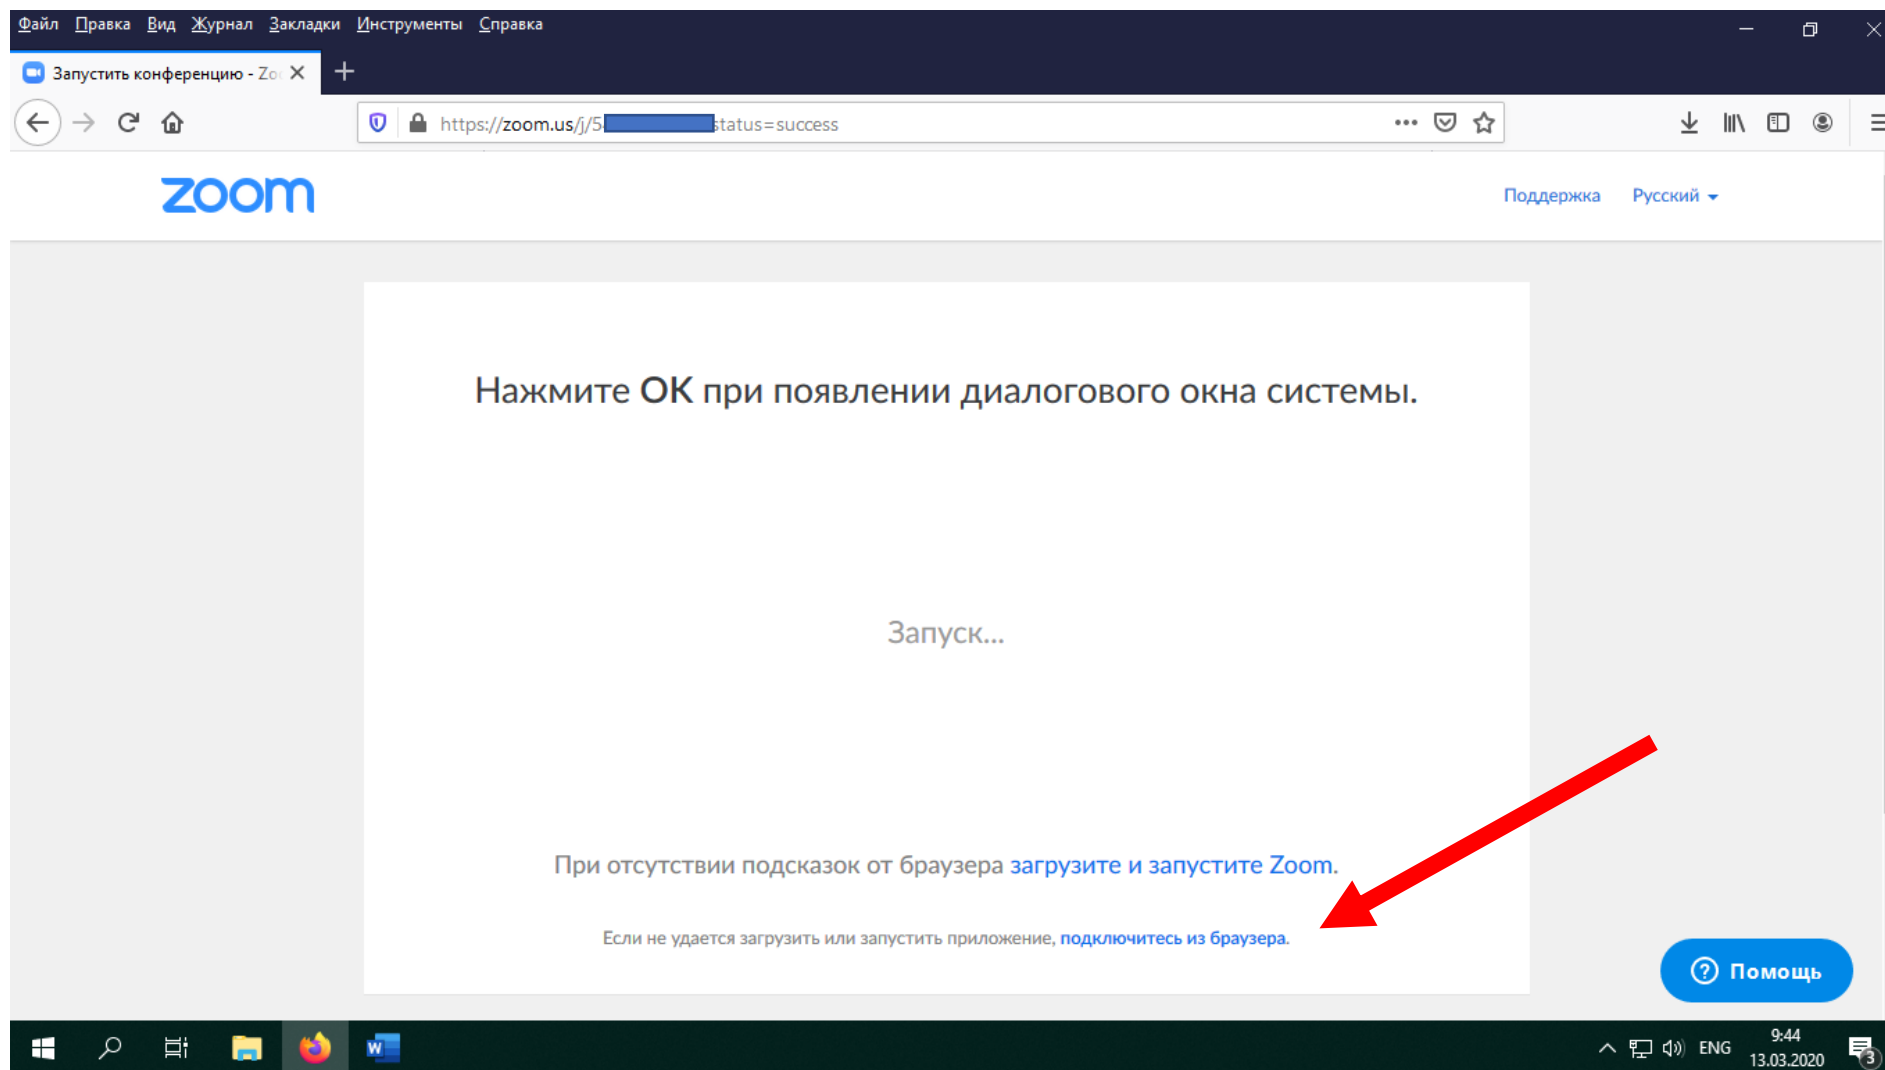 Файл Правка Вид Журнал Закладки Инструменты Справка
Запустить конференцию - Zo
https://zoom.us/j/5 status=success
zoom
Поддержка Русский
Нажмите OK при появлении диалогового окна системы.
Запуск...
При отсутствии подсказок от браузера загрузите и запустите Zoom.
Если не удается загрузить или запустить приложение, подключитесь из браузера.
? Помощь
W
ENG
9:44
13.03.2020
3